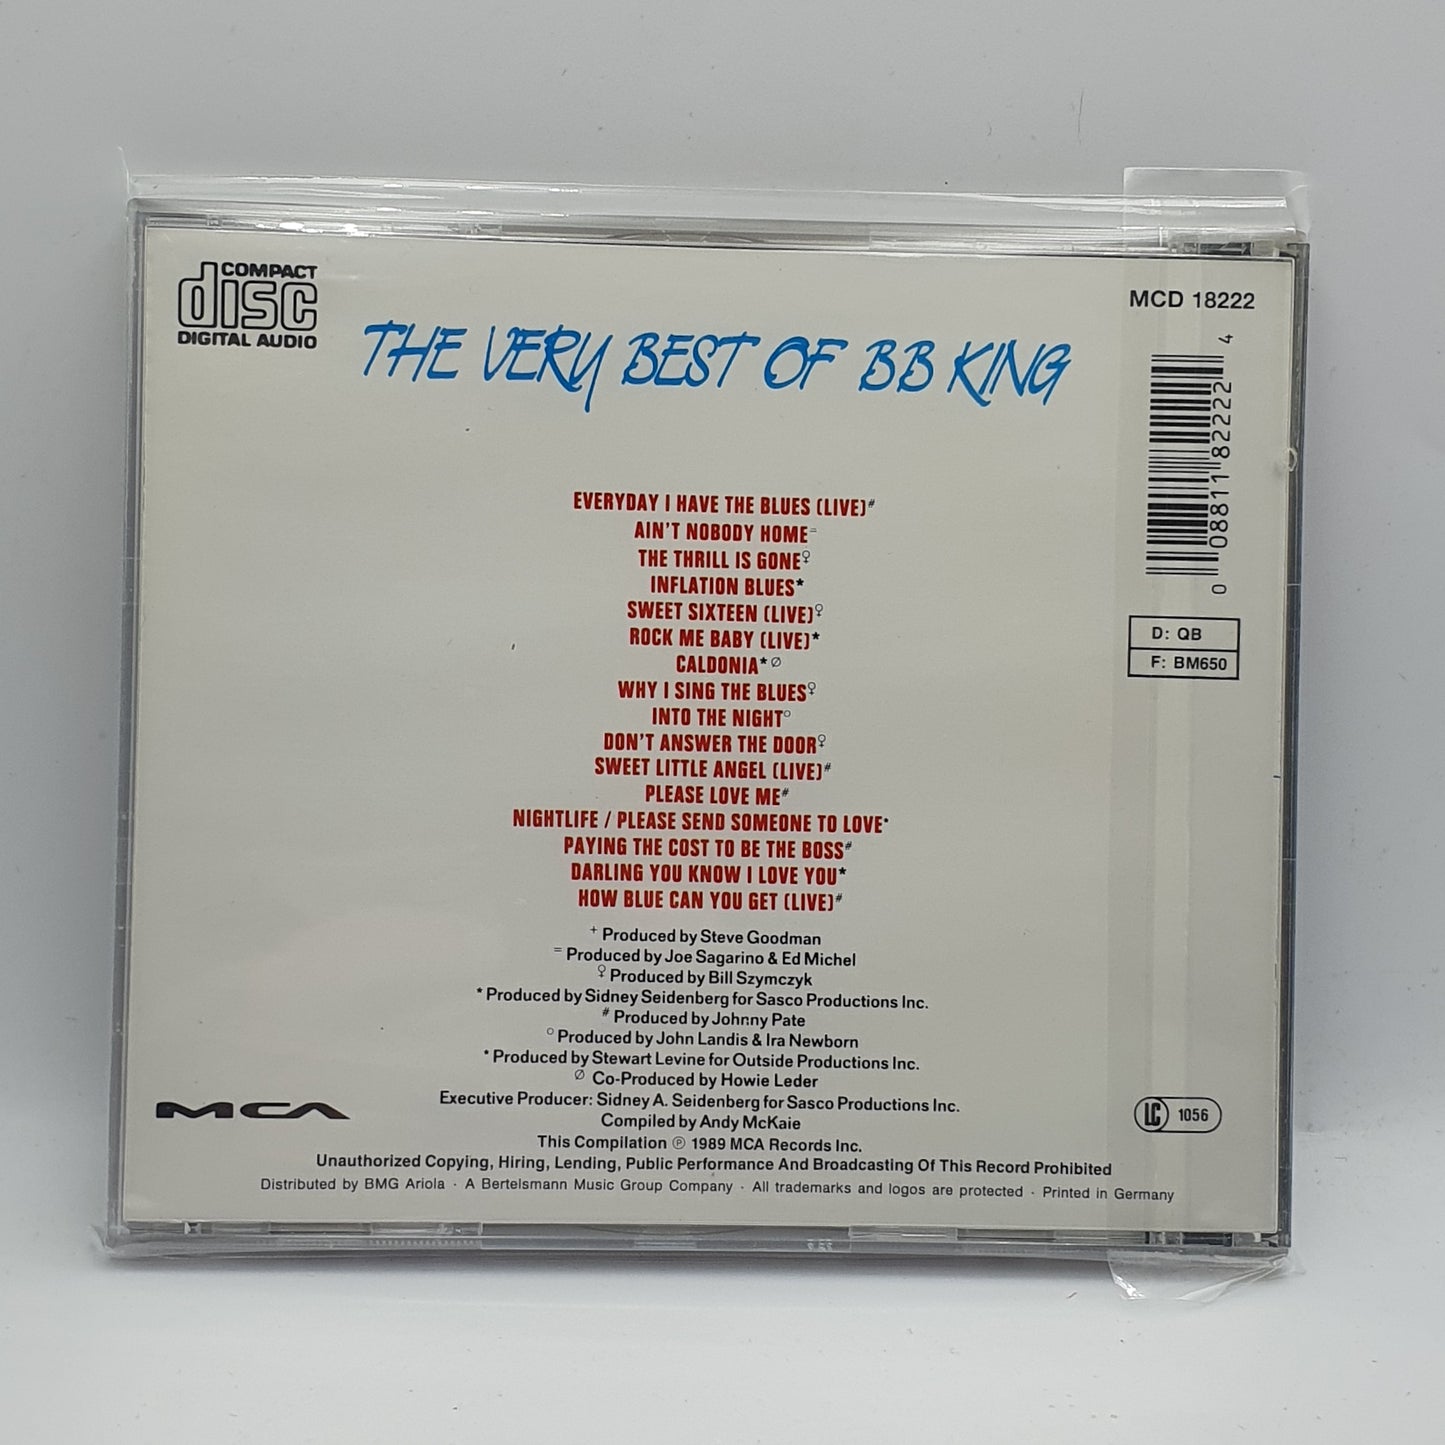 COMPACT
disc
DIGITAL AUDIO
MCD 18222
THE VERY BEST OF BB KING
0 08811 82222 4
D: QB
F: BM650
EVERYDAY I HAVE THE BLUES (LIVE)#
AIN'T NOBODY HOME=
THE THRILL IS GONE♀
INFLATION BLUES*
SWEET SIXTEEN (LIVE)♀
ROCK ME BABY (LIVE)*
CALDONIA*∅
WHY I SING THE BLUES♀
INTO THE NIGHT○
DON'T ANSWER THE DOOR♀
SWEET LITTLE ANGEL (LIVE)#
PLEASE LOVE ME#
NIGHTLIFE / PLEASE SEND SOMEONE TO LOVE*
PAYING THE COST TO BE THE BOSS#
DARLING YOU KNOW I LOVE YOU*
HOW BLUE CAN YOU GET (LIVE)#
+ Produced by Steve Goodman
= Produced by Joe Sagarino & Ed Michel
♀ Produced by Bill Szymczyk
* Produced by Sidney Seidenberg for Sasco Productions Inc.
# Produced by Johnny Pate
○ Produced by John Landis & Ira Newborn
* Produced by Stewart Levine for Outside Productions Inc.
∅ Co-Produced by Howie Leder
Executive Producer: Sidney A. Seidenberg for Sasco Productions Inc.
Compiled by Andy McKaie
This Compilation ℗ 1989 MCA Records Inc.
Unauthorized Copying, Hiring, Lending, Public Performance And Broadcasting Of This Record Prohibited
Distributed by BMG Ariola · A Bertelsmann Music Group Company · All trademarks and logos are protected · Printed in Germany
MCA
LC 1056